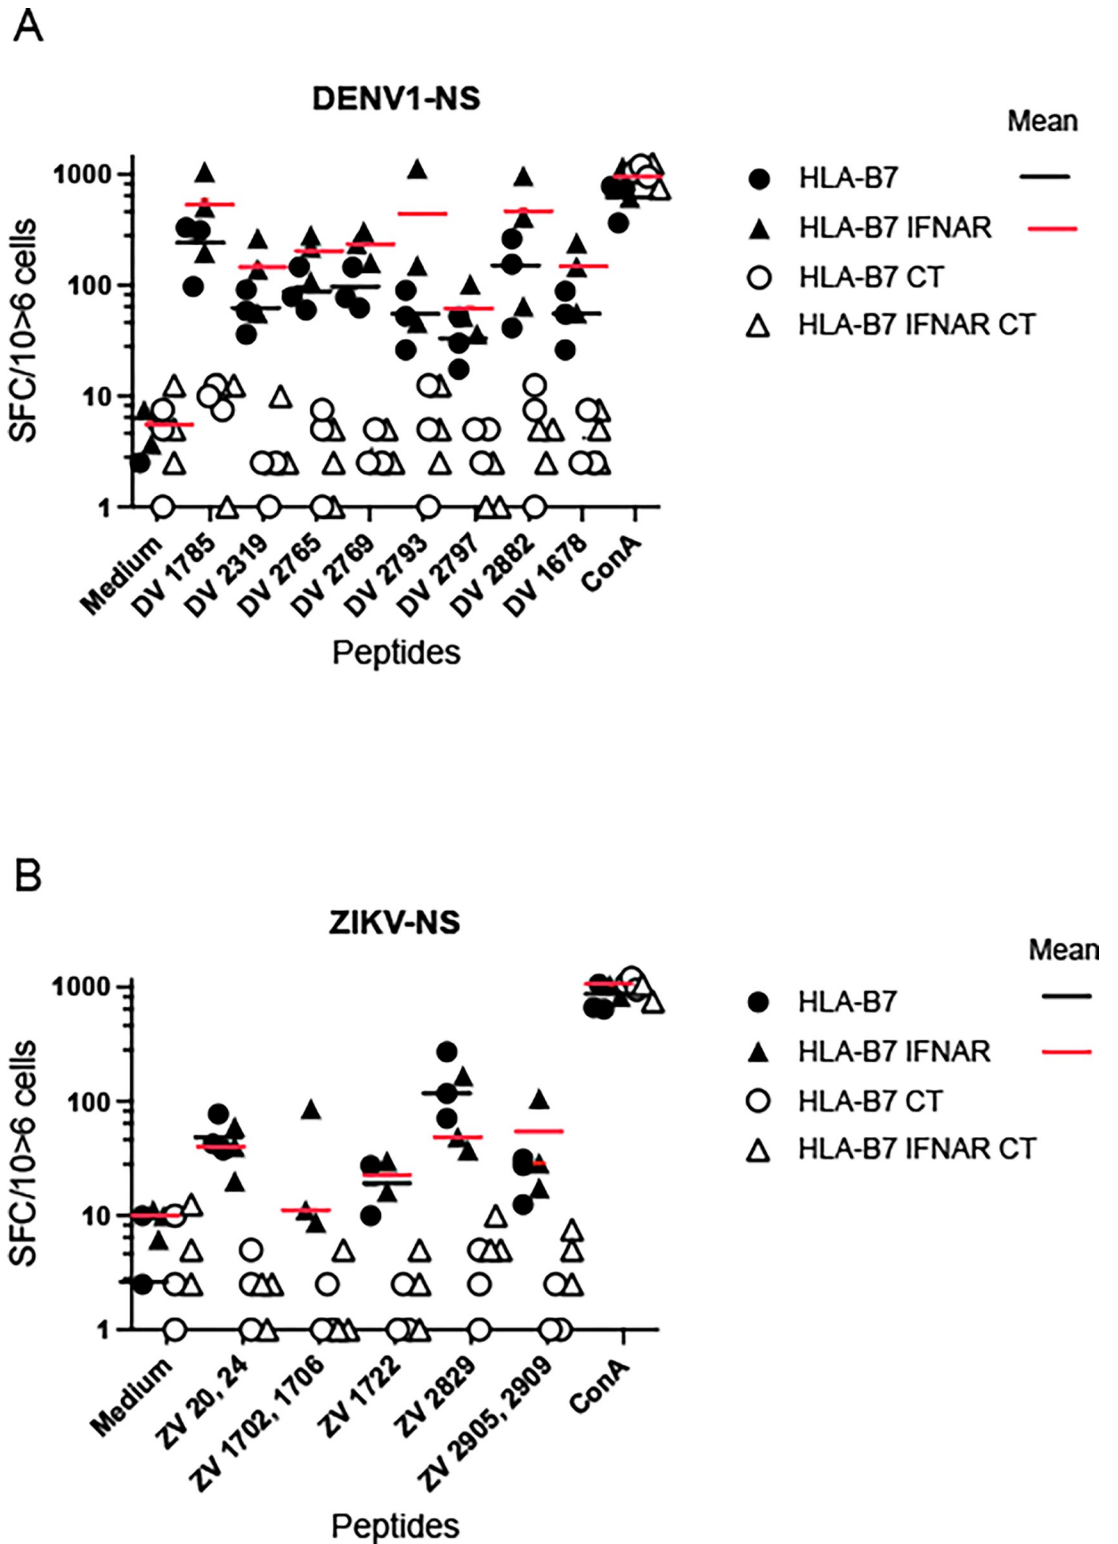 A
DENV1-NS
Mean
HLA-B7
HLA-B7 IFNAR
HLA-B7 CT
HLA-B7 IFNAR CT
SFC/10>6 cells
1000
100
10
1
Medium
DV 1785
DV 2319
DV 2765
DV 2769
DV 2793
DV 2797
DV 2882
DV 1678
ConA
Peptides
B
ZIKV-NS
Mean
HLA-B7
HLA-B7 IFNAR
HLA-B7 CT
HLA-B7 IFNAR CT
SFC/10>6 cells
1000
100
10
1
Medium
ZV 20, 24
ZV 1702, 1706
ZV 1722
ZV 2829
ZV 2905, 2909
ConA
Peptides